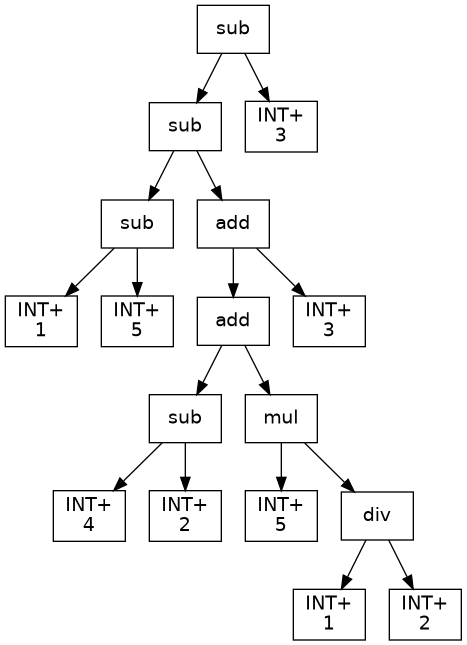 sub
sub
INT+
3
sub
add
INT+
1
INT+
5
add
INT+
3
sub
mul
INT+
4
INT+
2
INT+
5
div
INT+
1
INT+
2